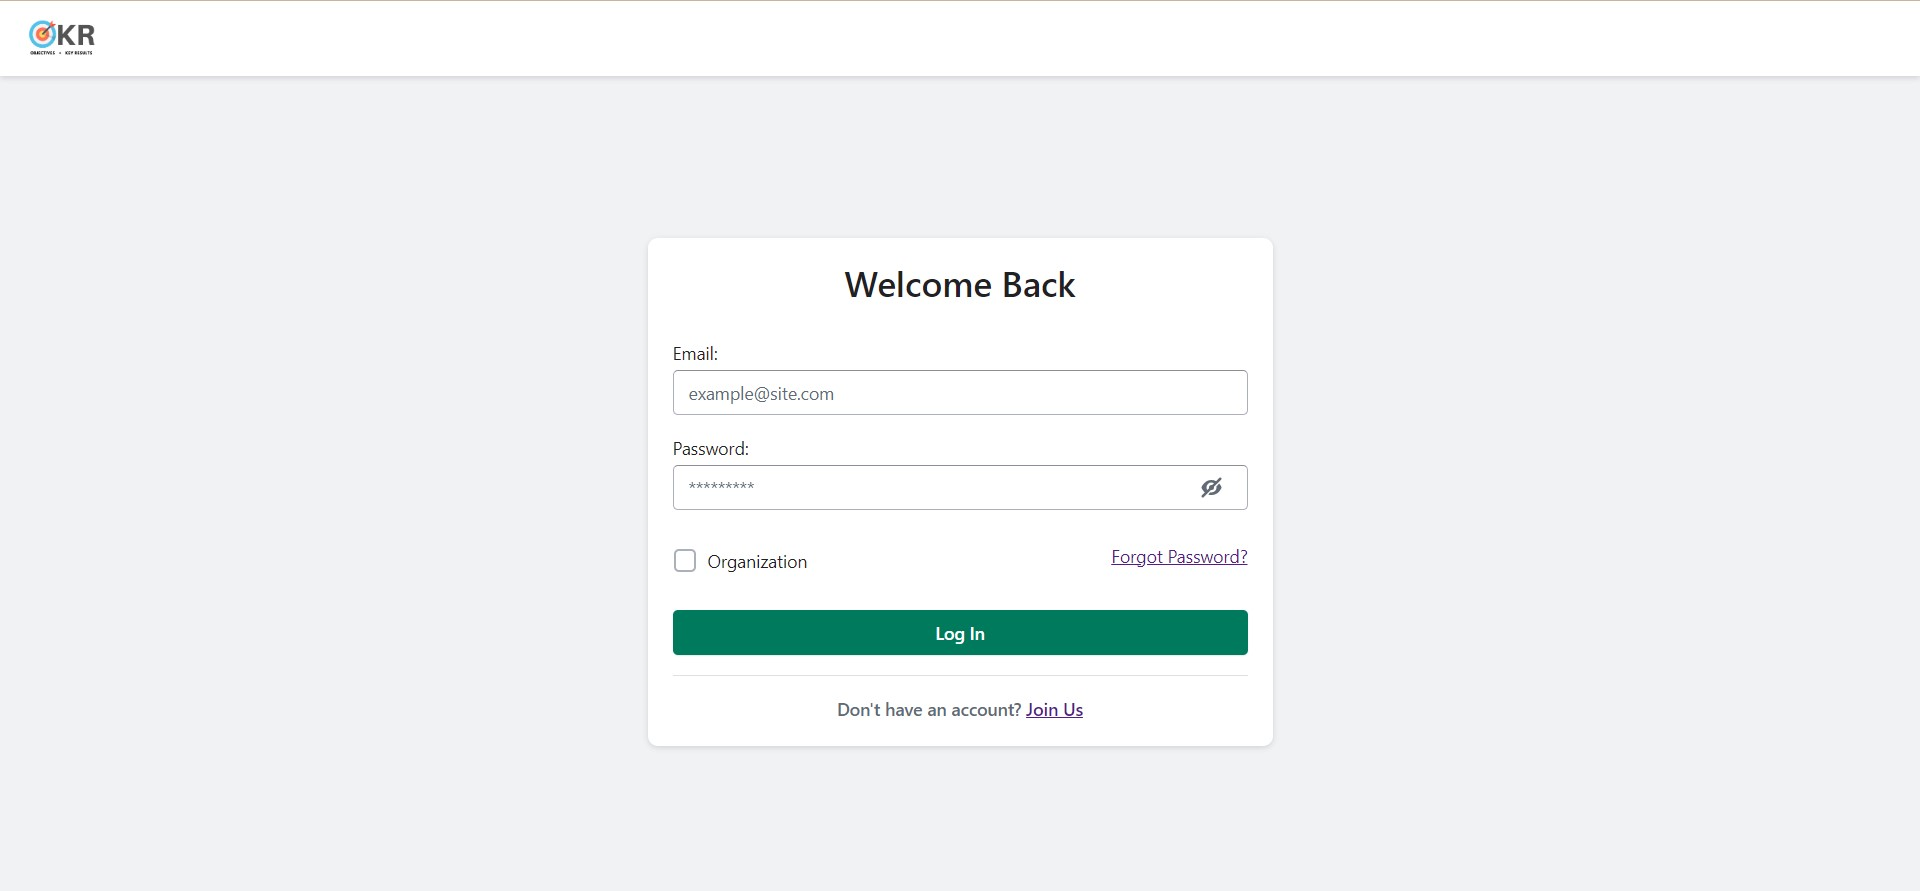 OKR
OBJECTIVES • KEY RESULTS
Welcome Back
Email:
example@site.com
Password:
*********
Organization
Forgot Password?
Log In
Don't have an account? Join Us